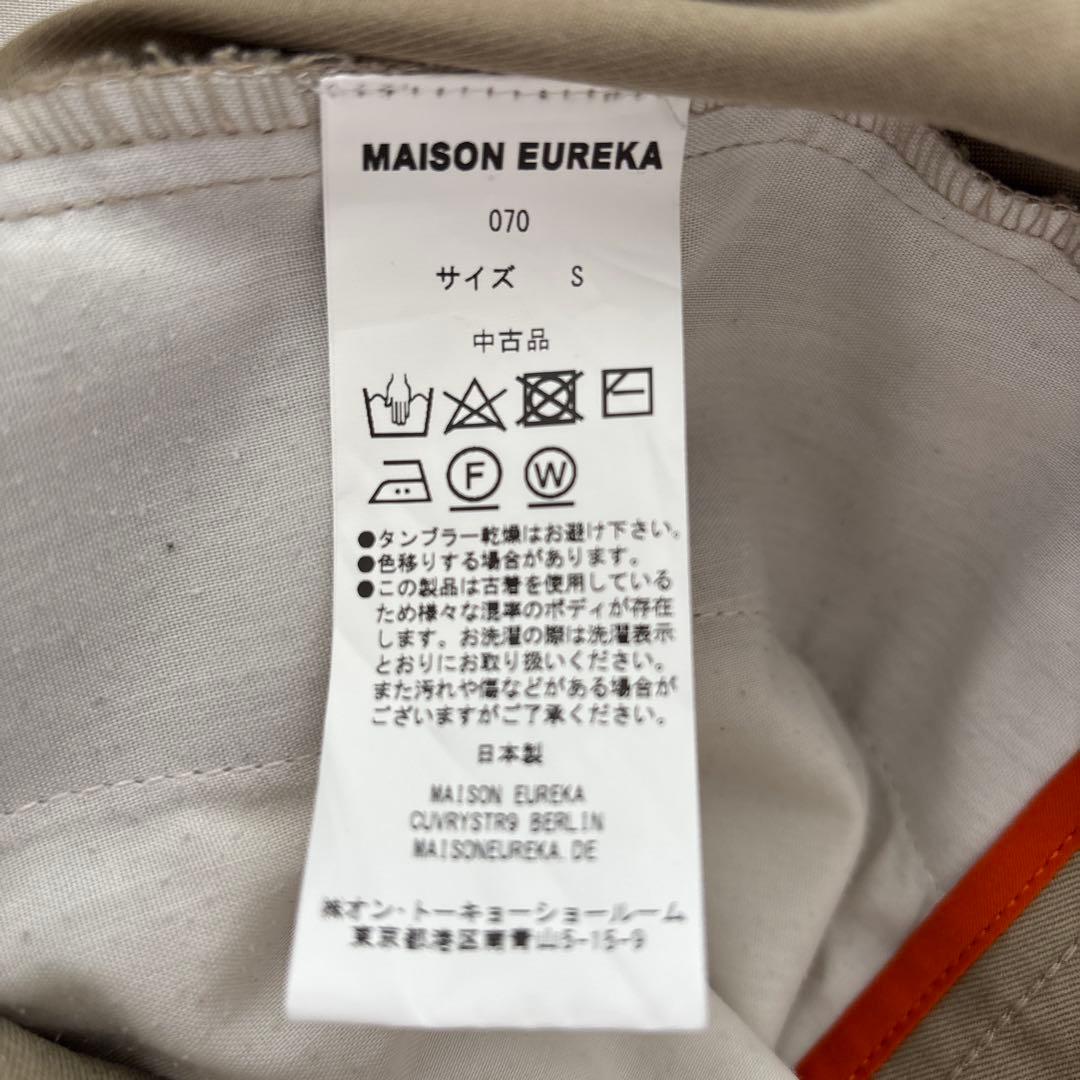 MAISON EUREKA
070
サイズ S
中古品
F W
●タンブラー乾燥はお避け下さい。
●色移りする場合があります。
●この製品は古着を使用している
ため様々な混率のボディが存在
します。お洗濯の際は洗濯表示
とおりにお取り扱いください。
また汚れや傷などがある場合が
ございますがご了承ください。
日本製
MAISON EUREKA
CUVRYSTR9 BERLIN
MAISONEUREKA.DE
㈱オン・トーキョーショールーム
東京都港区南青山5-15-9